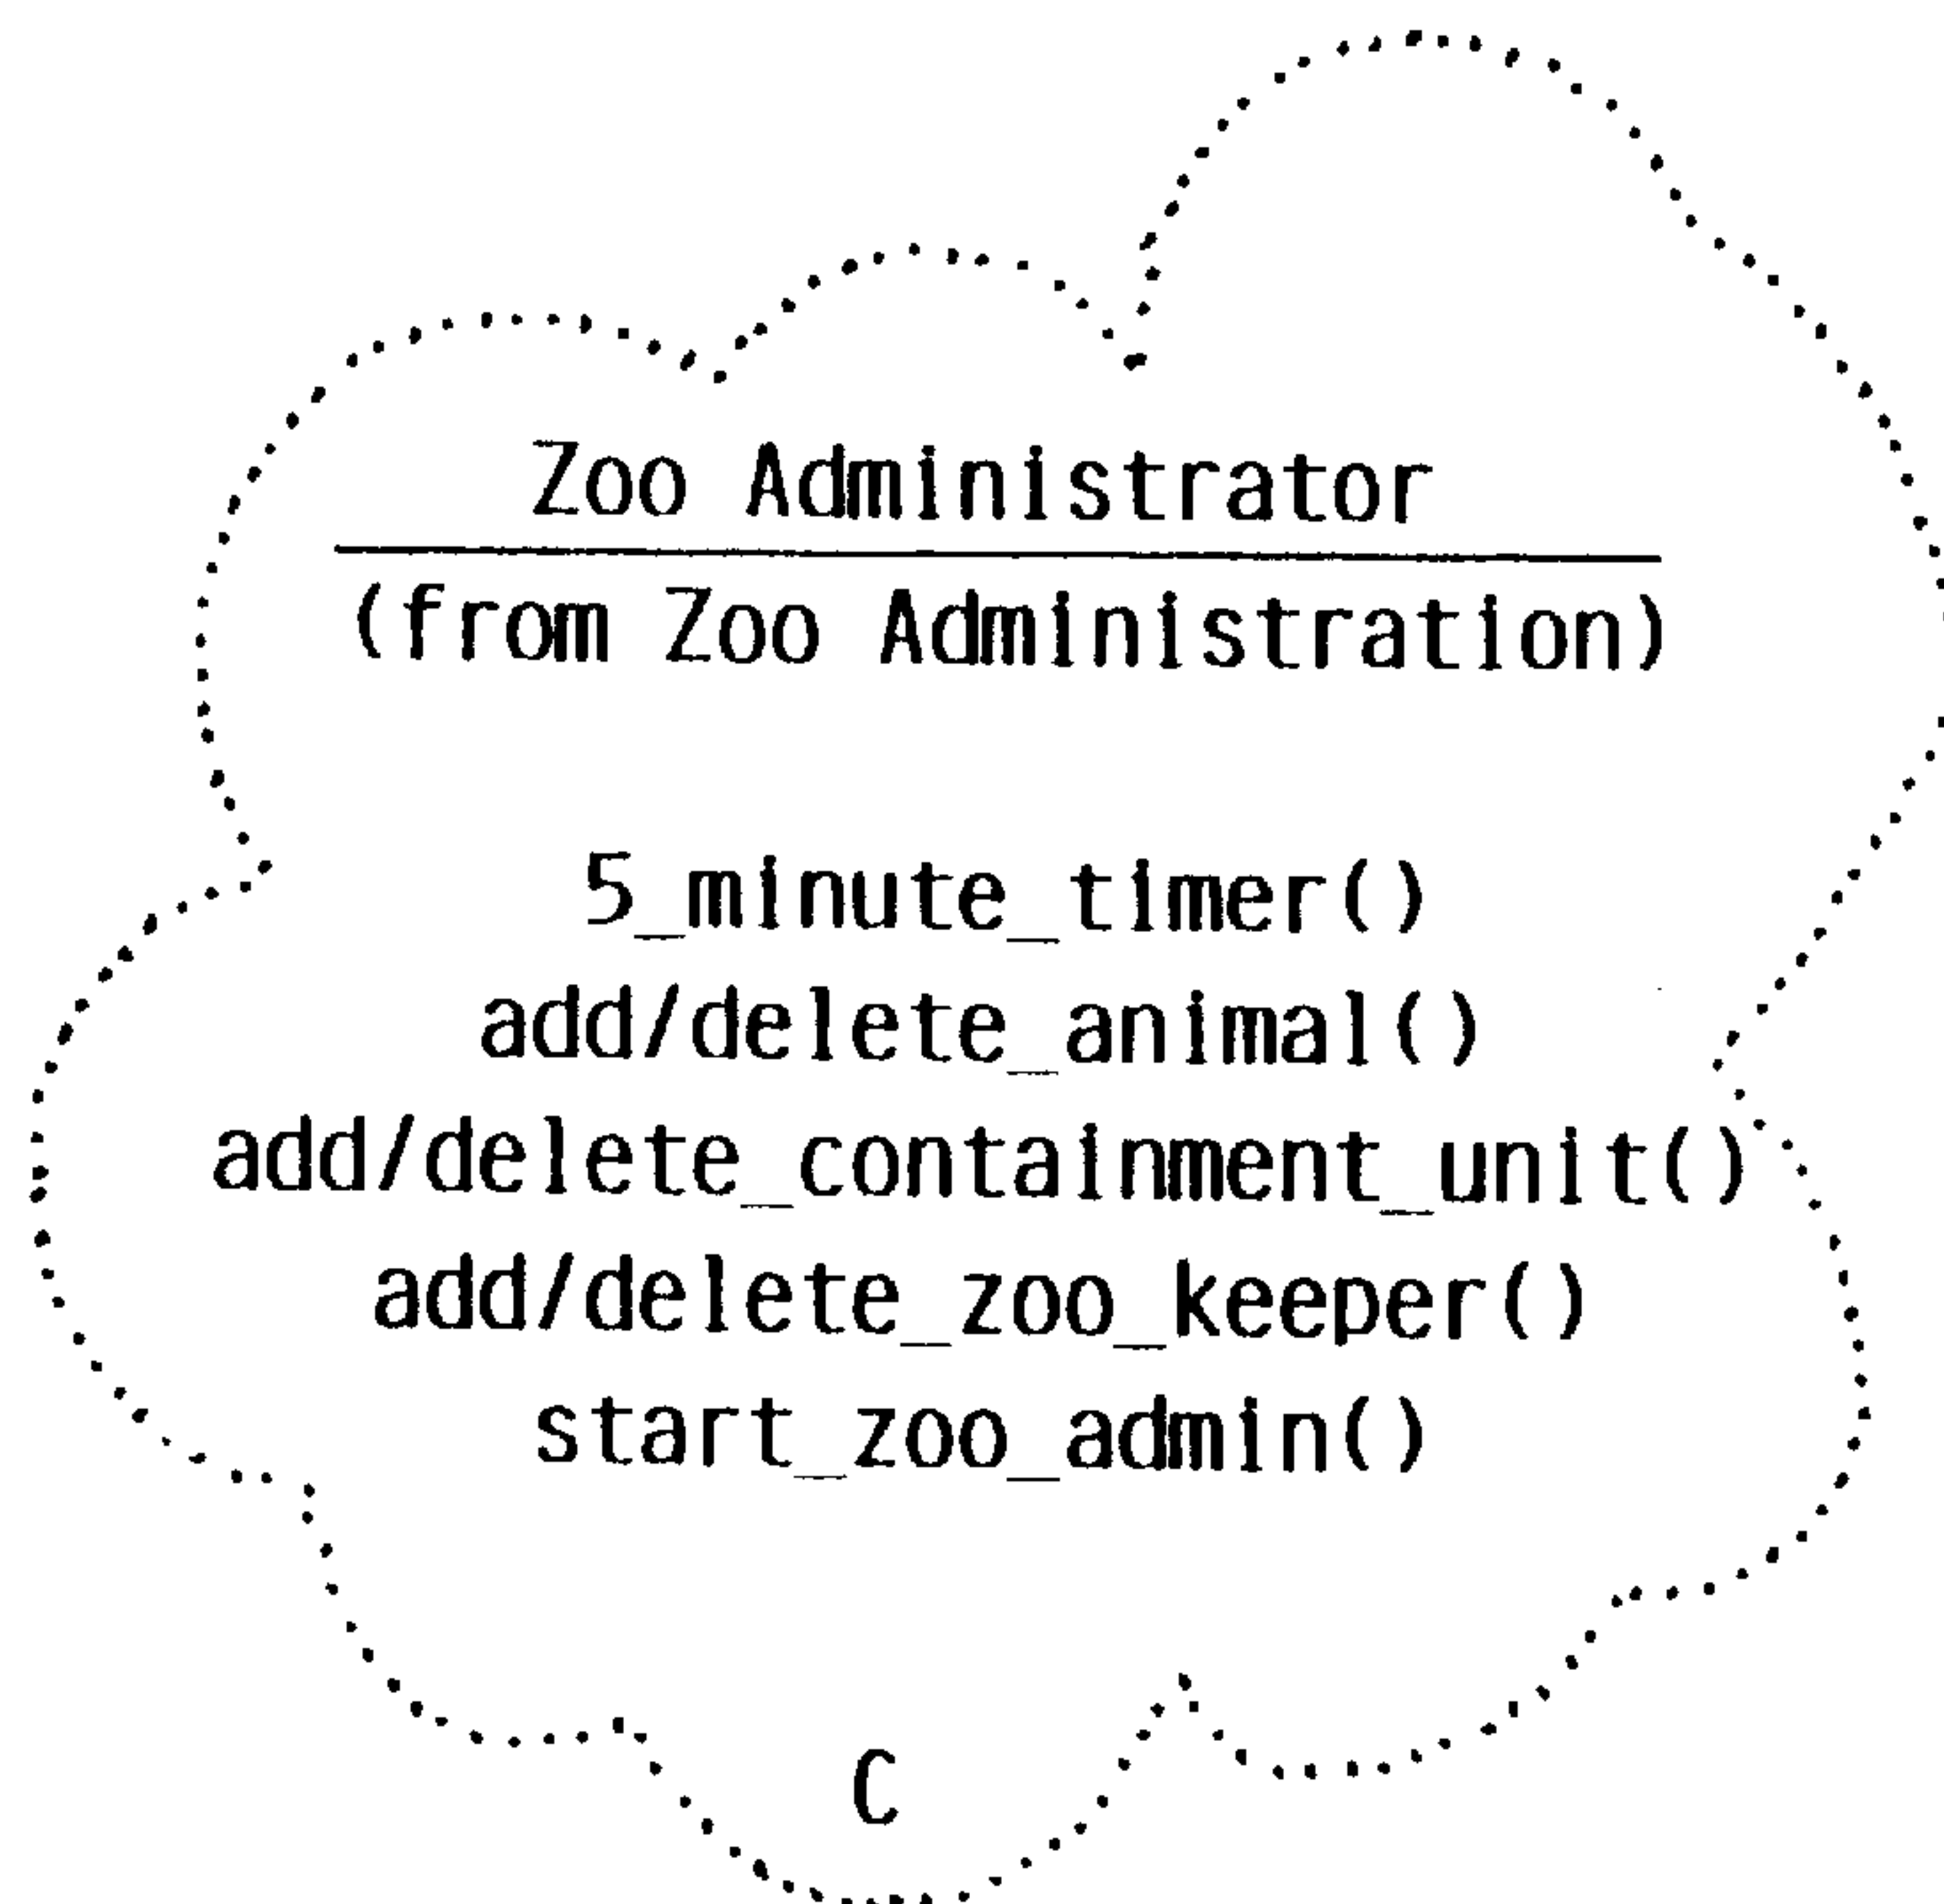 Zoo Administrator
(from Zoo Administration)
5_minute_timer()
add/delete_animal()
add/delete_containment_unit()
add/delete_zoo_keeper()
start_zoo_admin()
C